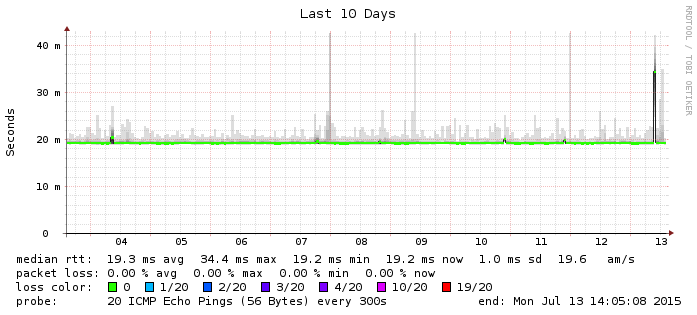 Last 10 Days
RRDTOOL / TOBI OETIKER
Seconds
40 m
30 m
20 m
10 m
0
04 05 06 07 08 09 10 11 12 13
median rtt: 19.3 ms avg 34.4 ms max 19.2 ms min 19.2 ms now 1.0 ms sd 19.6 am/s
packet loss: 0.00 % avg 0.00 % max 0.00 % min 0.00 % now
loss color: 0 1/20 2/20 3/20 4/20 10/20 19/20
probe: 20 ICMP Echo Pings (56 Bytes) every 300s end: Mon Jul 13 14:05:08 2015